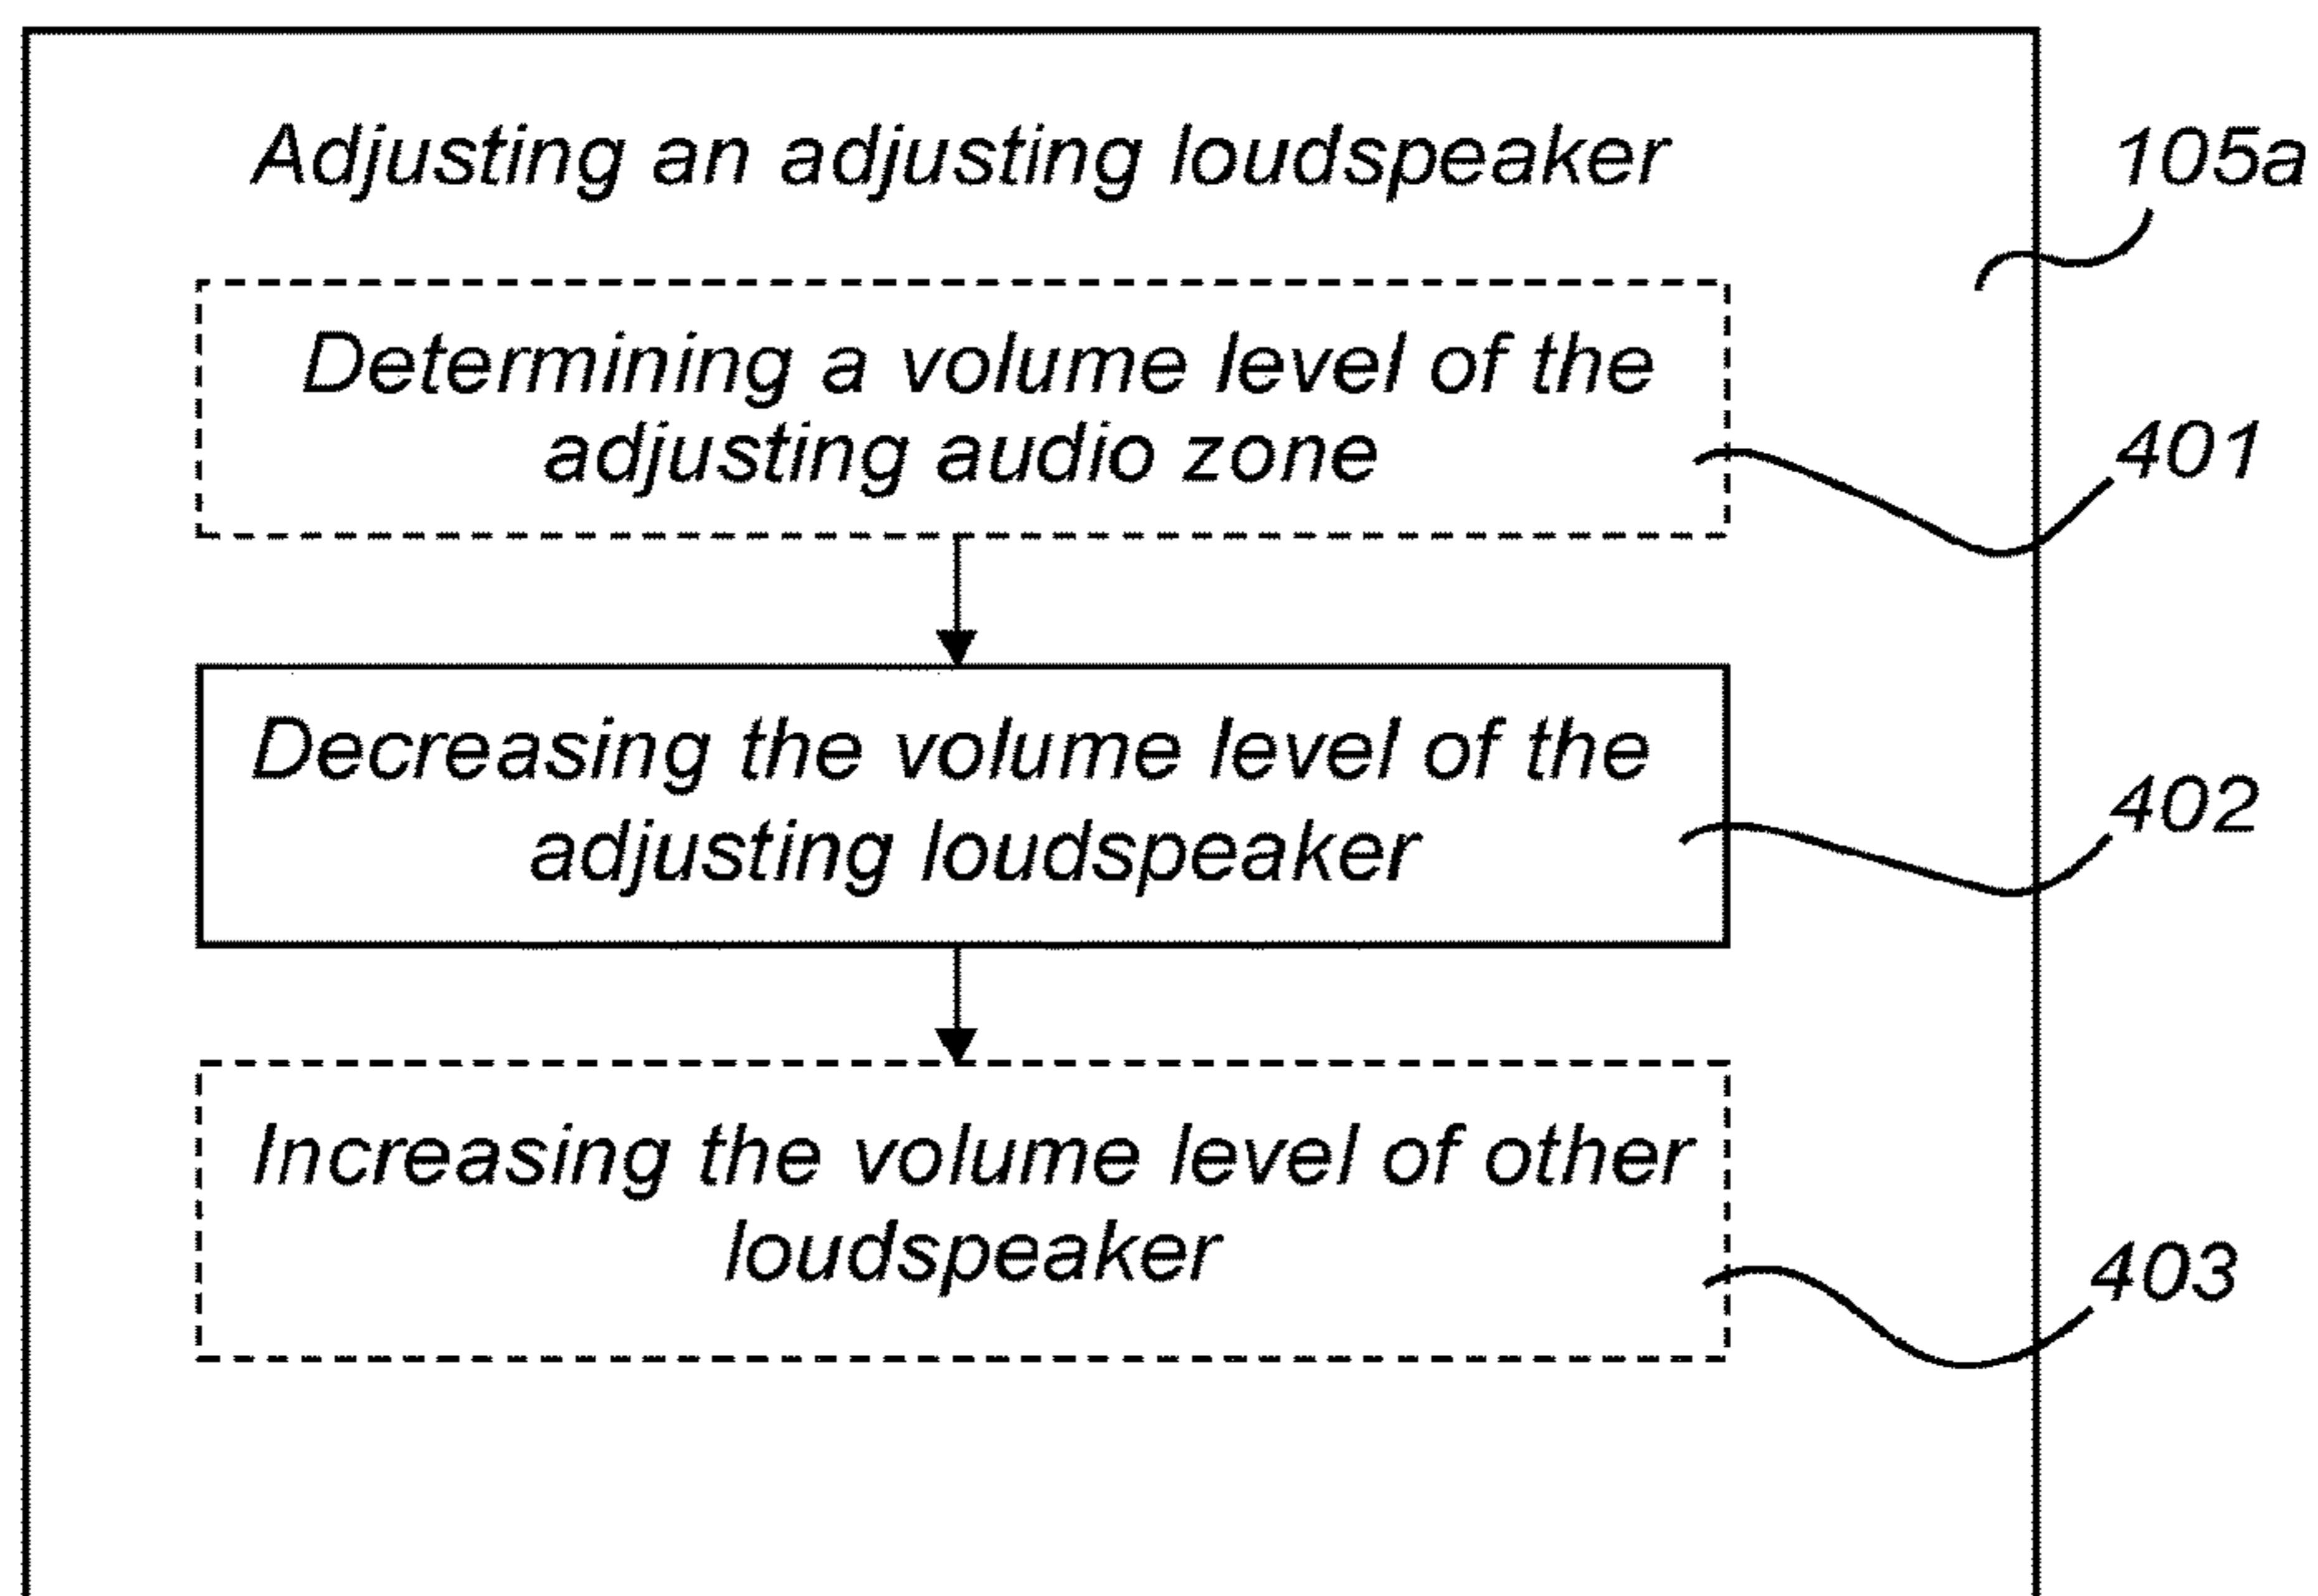 Adjusting an adjusting loudspeaker
105a
Determining a volume level of the
adjusting audio zone
401
Decreasing the volume level of the
adjusting loudspeaker
402
Increasing the volume level of other
loudspeaker
403